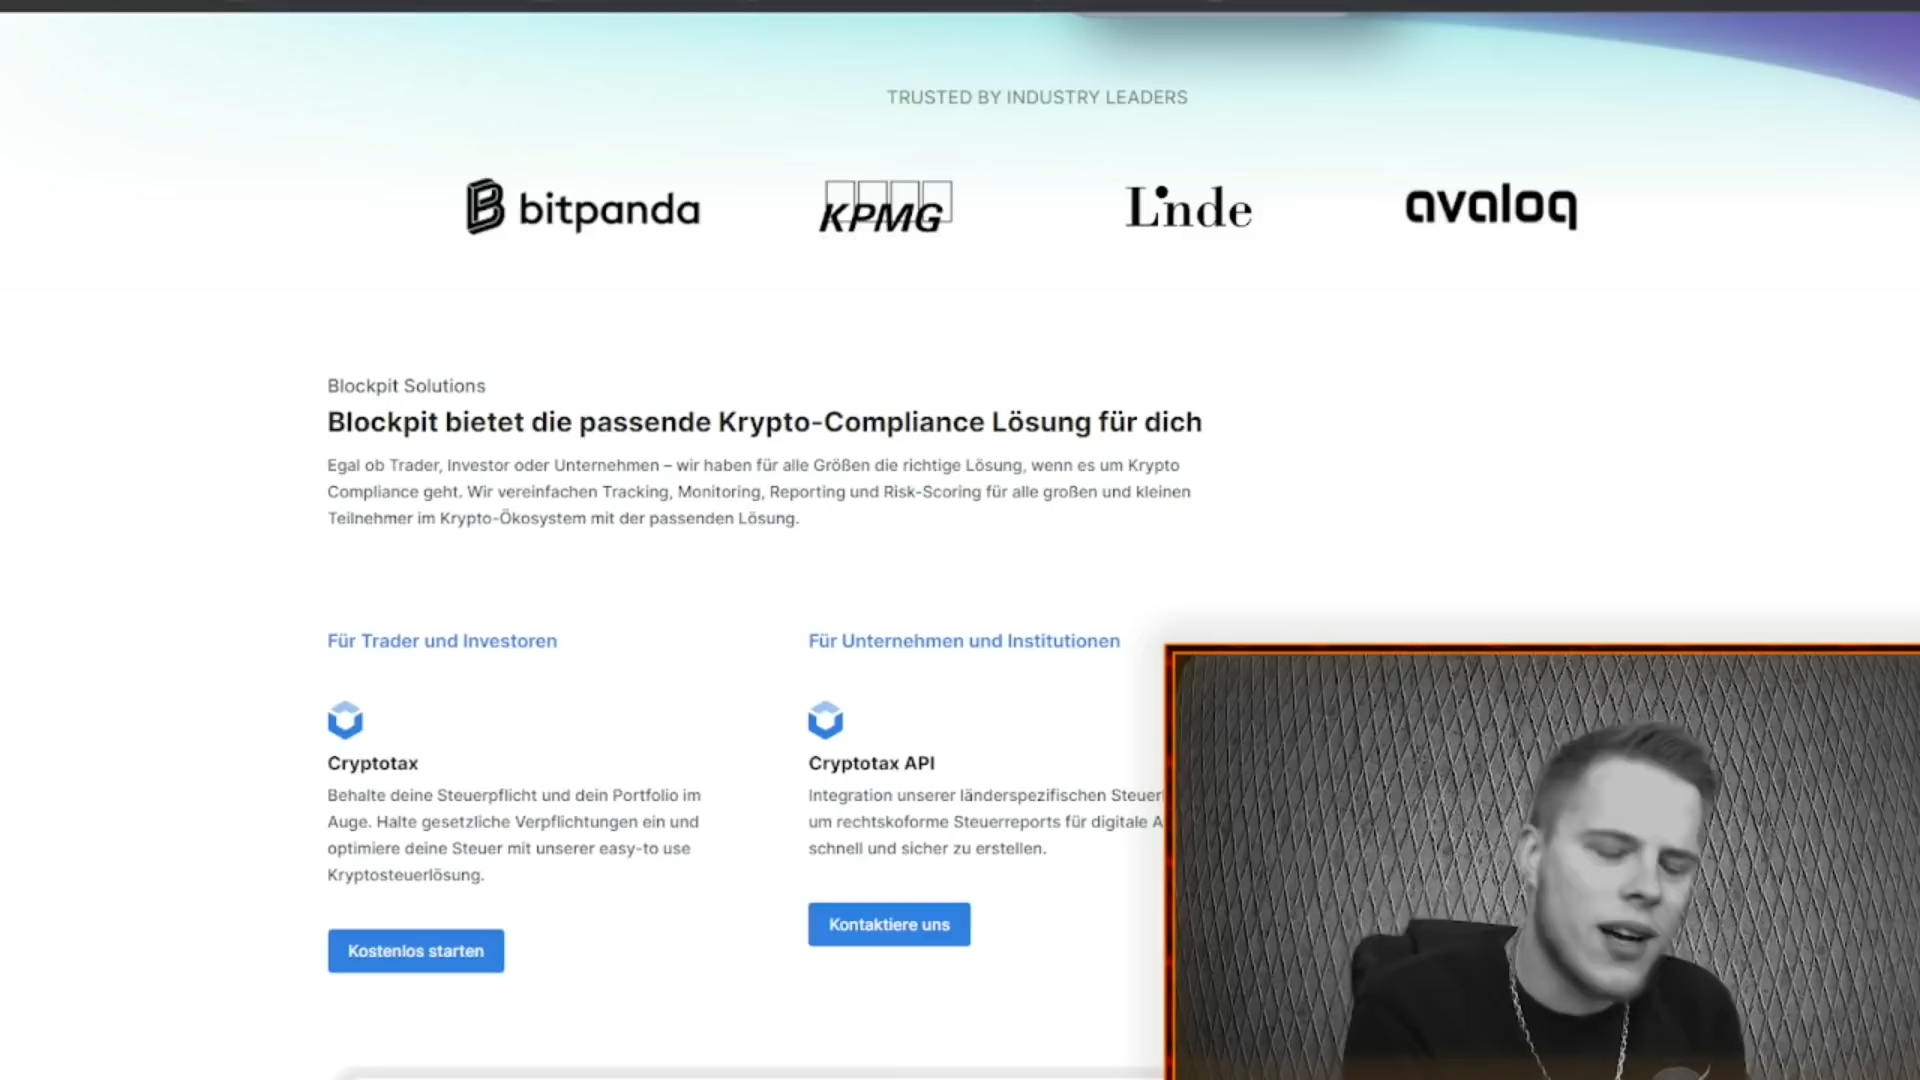 TRUSTED BY INDUSTRY LEADERS
bitpanda
KPMG
Linde
avaloq
Blockpit Solutions
Blockpit bietet die passende Krypto-Compliance Lösung für dich
Egal ob Trader, Investor oder Unternehmen – wir haben für alle Größen die richtige Lösung, wenn es um Krypto
Compliance geht. Wir vereinfachen Tracking, Monitoring, Reporting und Risk-Scoring für alle großen und kleinen
Teilnehmer im Krypto-Ökosystem mit der passenden Lösung.
Für Trader und Investoren
Cryptotax
Behalte deine Steuerpflicht und dein Portfolio im
Auge. Halte gesetzliche Verpflichtungen ein und
optimiere deine Steuer mit unserer easy-to use
Kryptosteuerlösung.
Kostenlos starten
Für Unternehmen und Institutionen
Cryptotax API
Integration unserer länderspezifischen
um rechtskoforme Steuerreports für digitale
schnell und sicher zu erstellen.
Kontaktiere uns